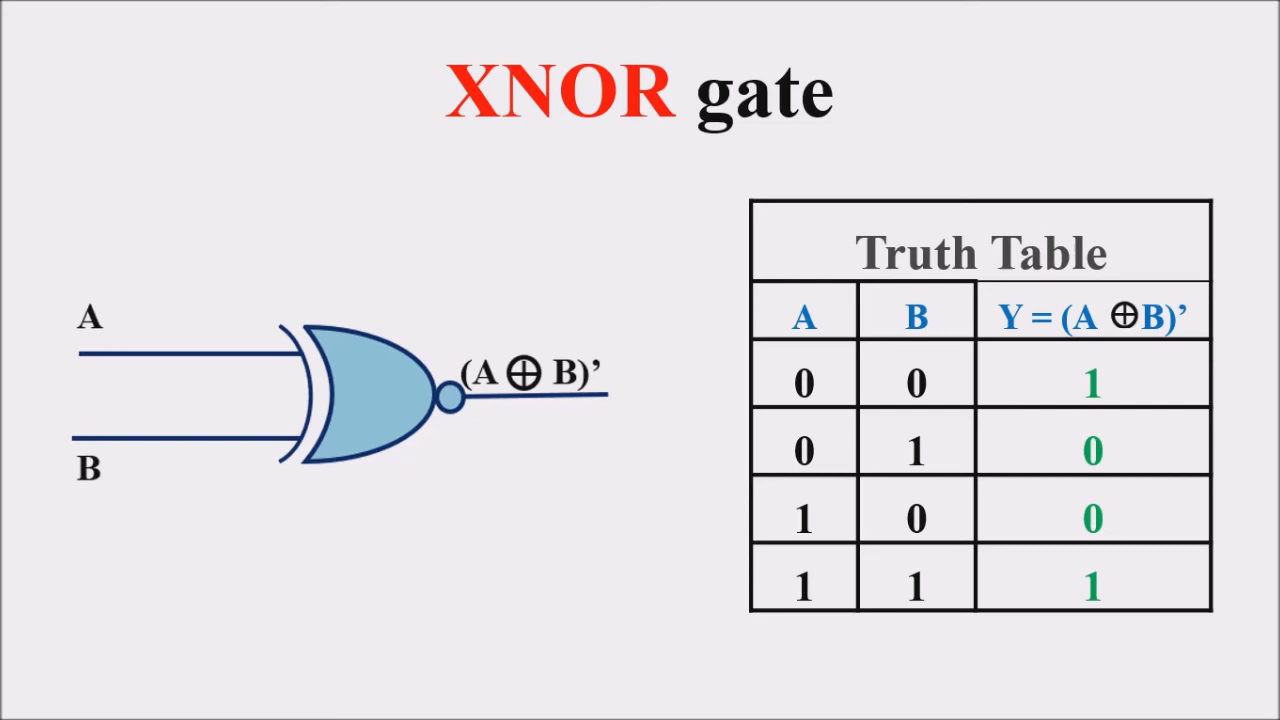 XNOR gate
A
(A ⊕ B)’
B
Truth Table
A B Y = (A ⊕B)’
0 0 1
0 1 0
1 0 0
1 1 1